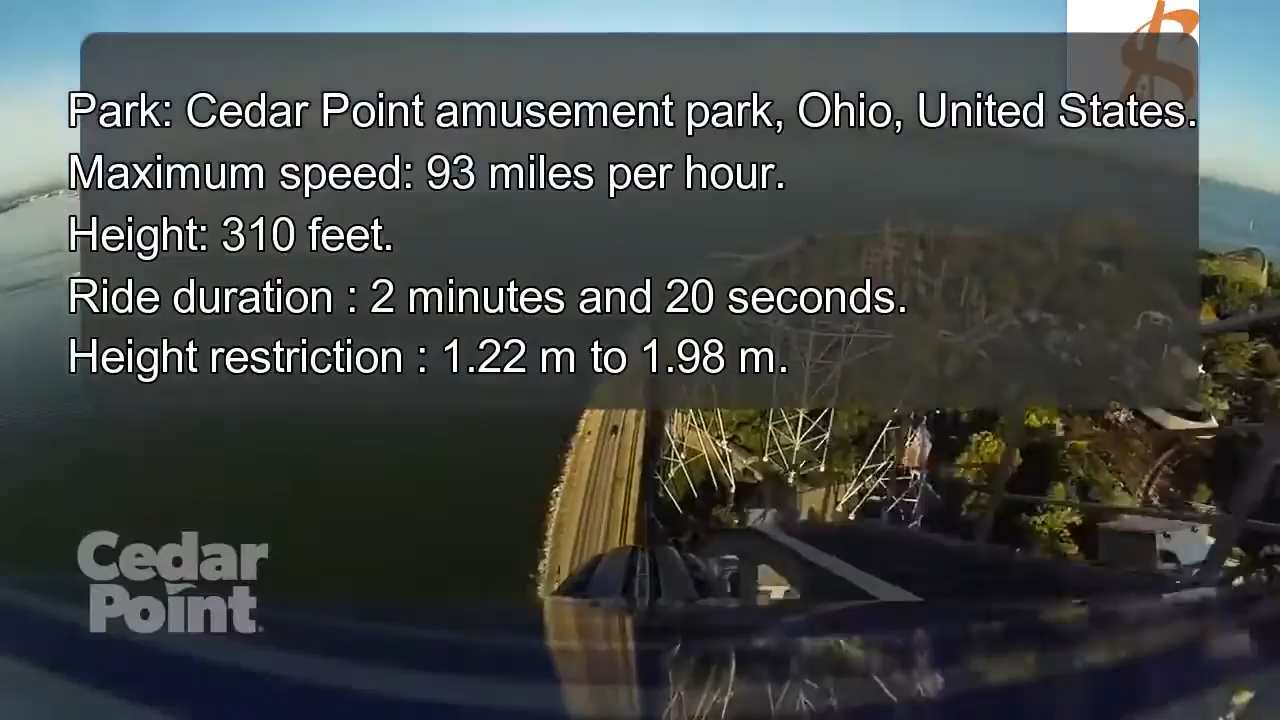 Park: Cedar Point amusement park, Ohio, United States.
Maximum speed: 93 miles per hour.
Height: 310 feet.
Ride duration : 2 minutes and 20 seconds.
Height restriction : 1.22 m to 1.98 m.
Cedar
Point